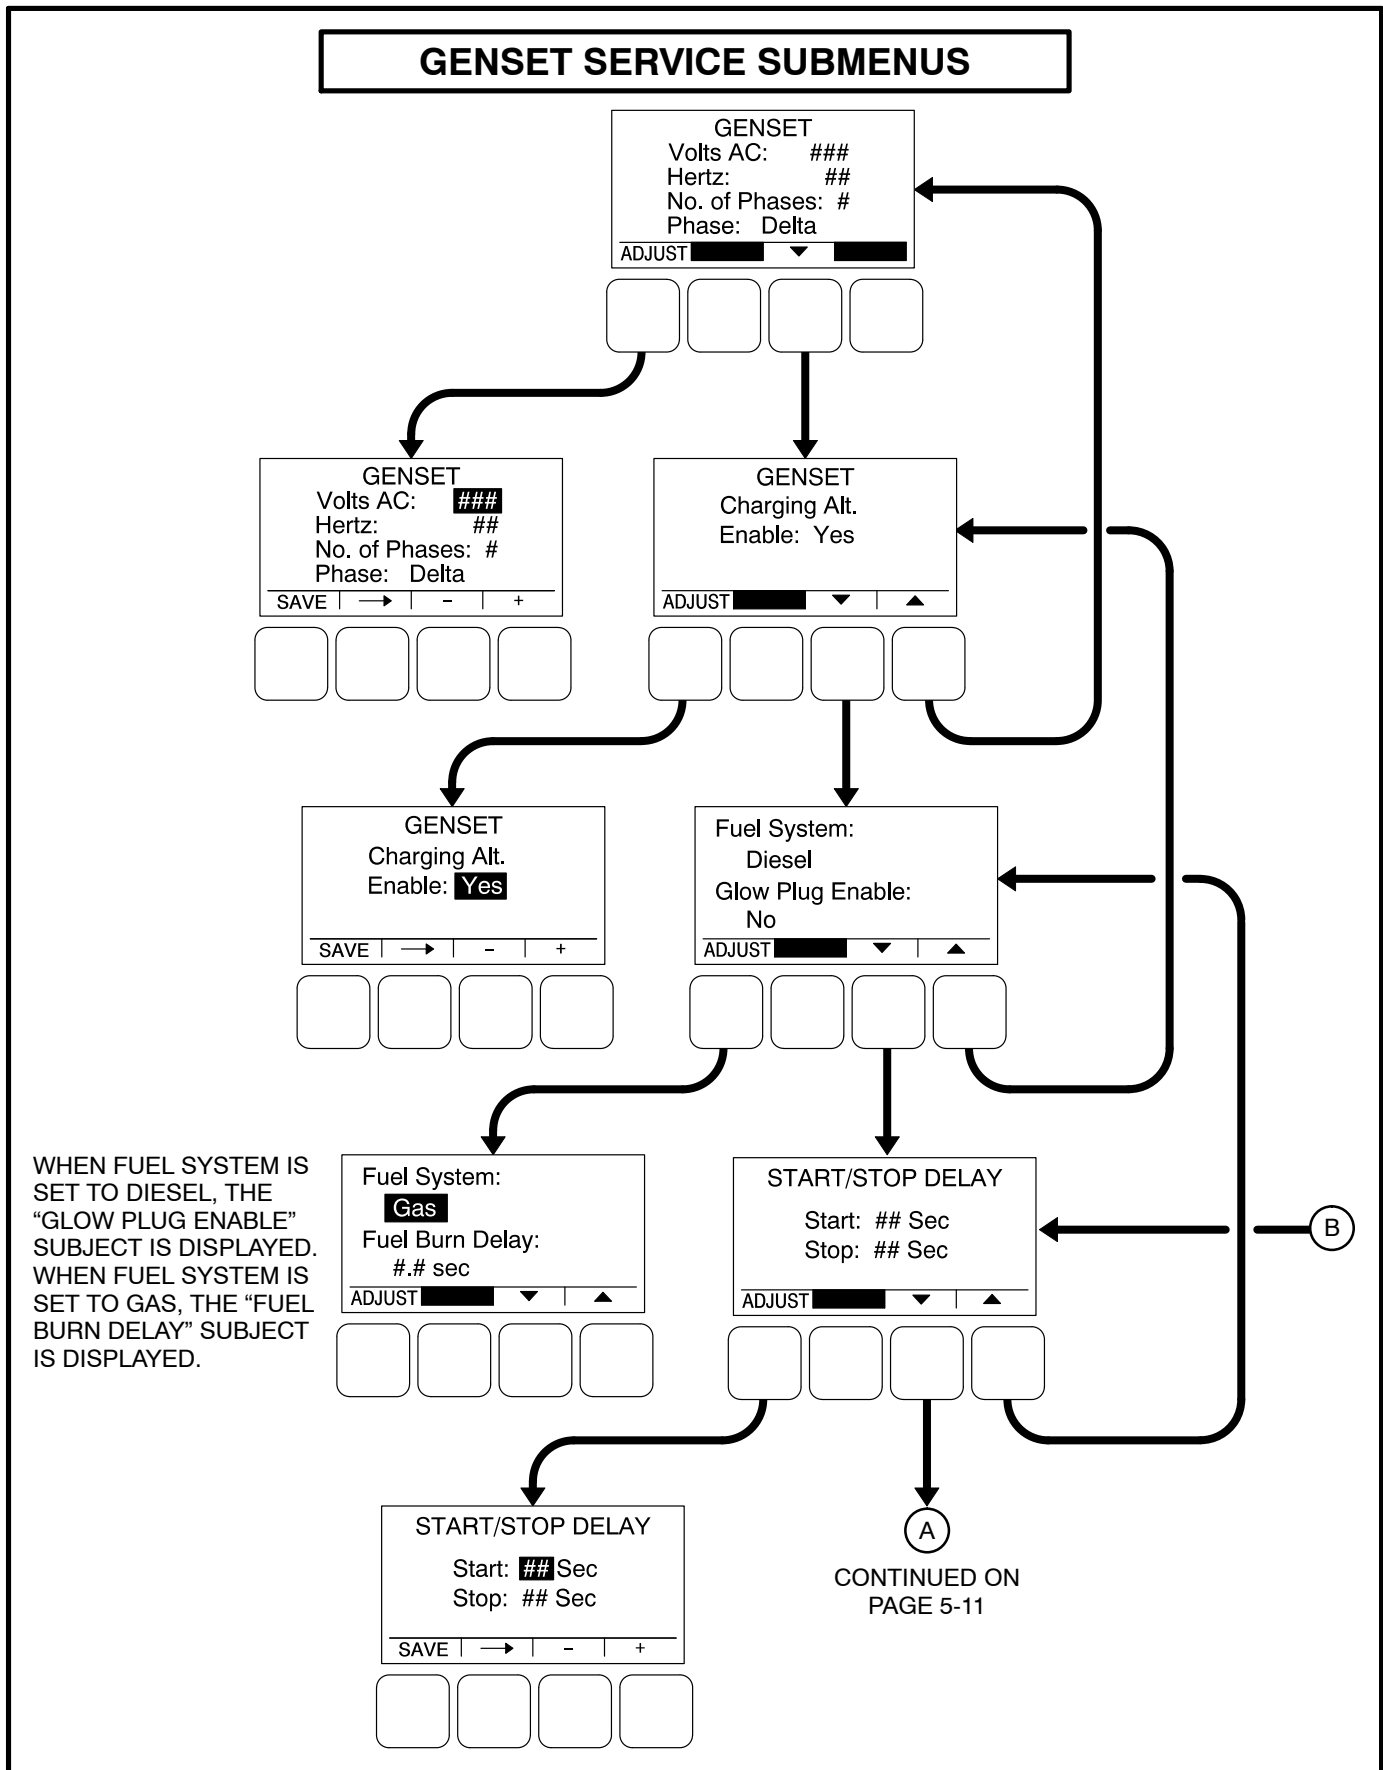 GENSET SERVICE SUBMENUS
GENSET
Volts AC: ###
Hertz: ##
No. of Phases: #
Phase: Delta
ADJUST ▼
GENSET
Volts AC: ###
Hertz: ##
No. of Phases: #
Phase: Delta
SAVE → - +
GENSET
Charging Alt.
Enable: Yes
ADJUST ▼ ▲
GENSET
Charging Alt.
Enable: Yes
SAVE → - +
Fuel System:
Diesel
Glow Plug Enable:
No
ADJUST ▼ ▲
WHEN FUEL SYSTEM IS
SET TO DIESEL, THE
“GLOW PLUG ENABLE”
SUBJECT IS DISPLAYED.
WHEN FUEL SYSTEM IS
SET TO GAS, THE “FUEL
BURN DELAY” SUBJECT
IS DISPLAYED.
Fuel System:
Gas
Fuel Burn Delay:
#.# sec
ADJUST ▼ ▲
START/STOP DELAY
Start: ## Sec
Stop: ## Sec
ADJUST ▼ ▲
B
START/STOP DELAY
Start: ## Sec
Stop: ## Sec
SAVE → - +
A
CONTINUED ON
PAGE 5-11